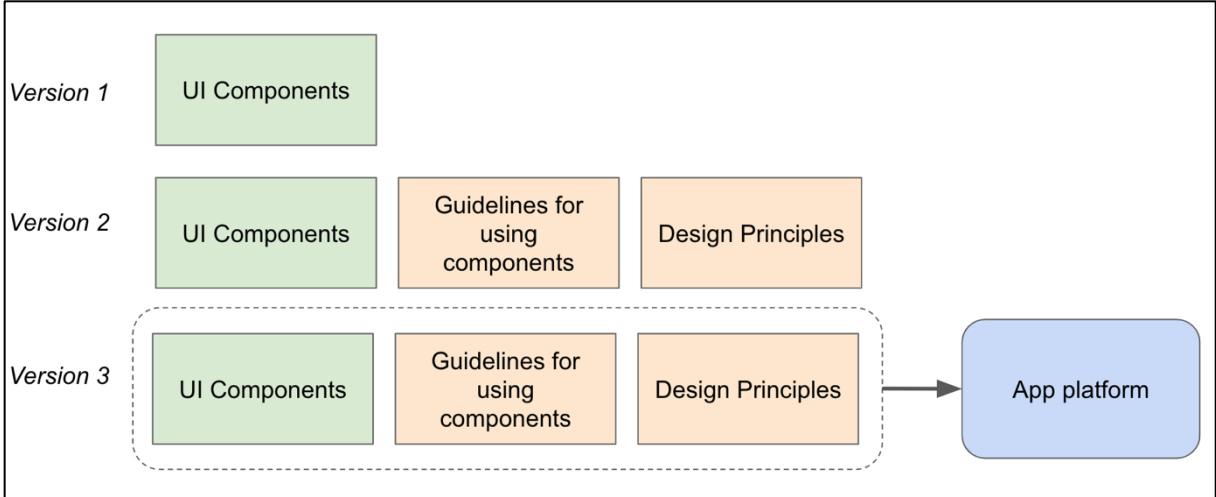 Version 1
UI Components
Version 2
UI Components
Guidelines for
using
components
Design Principles
Version 3
UI Components
Guidelines for
using
components
Design Principles
App platform